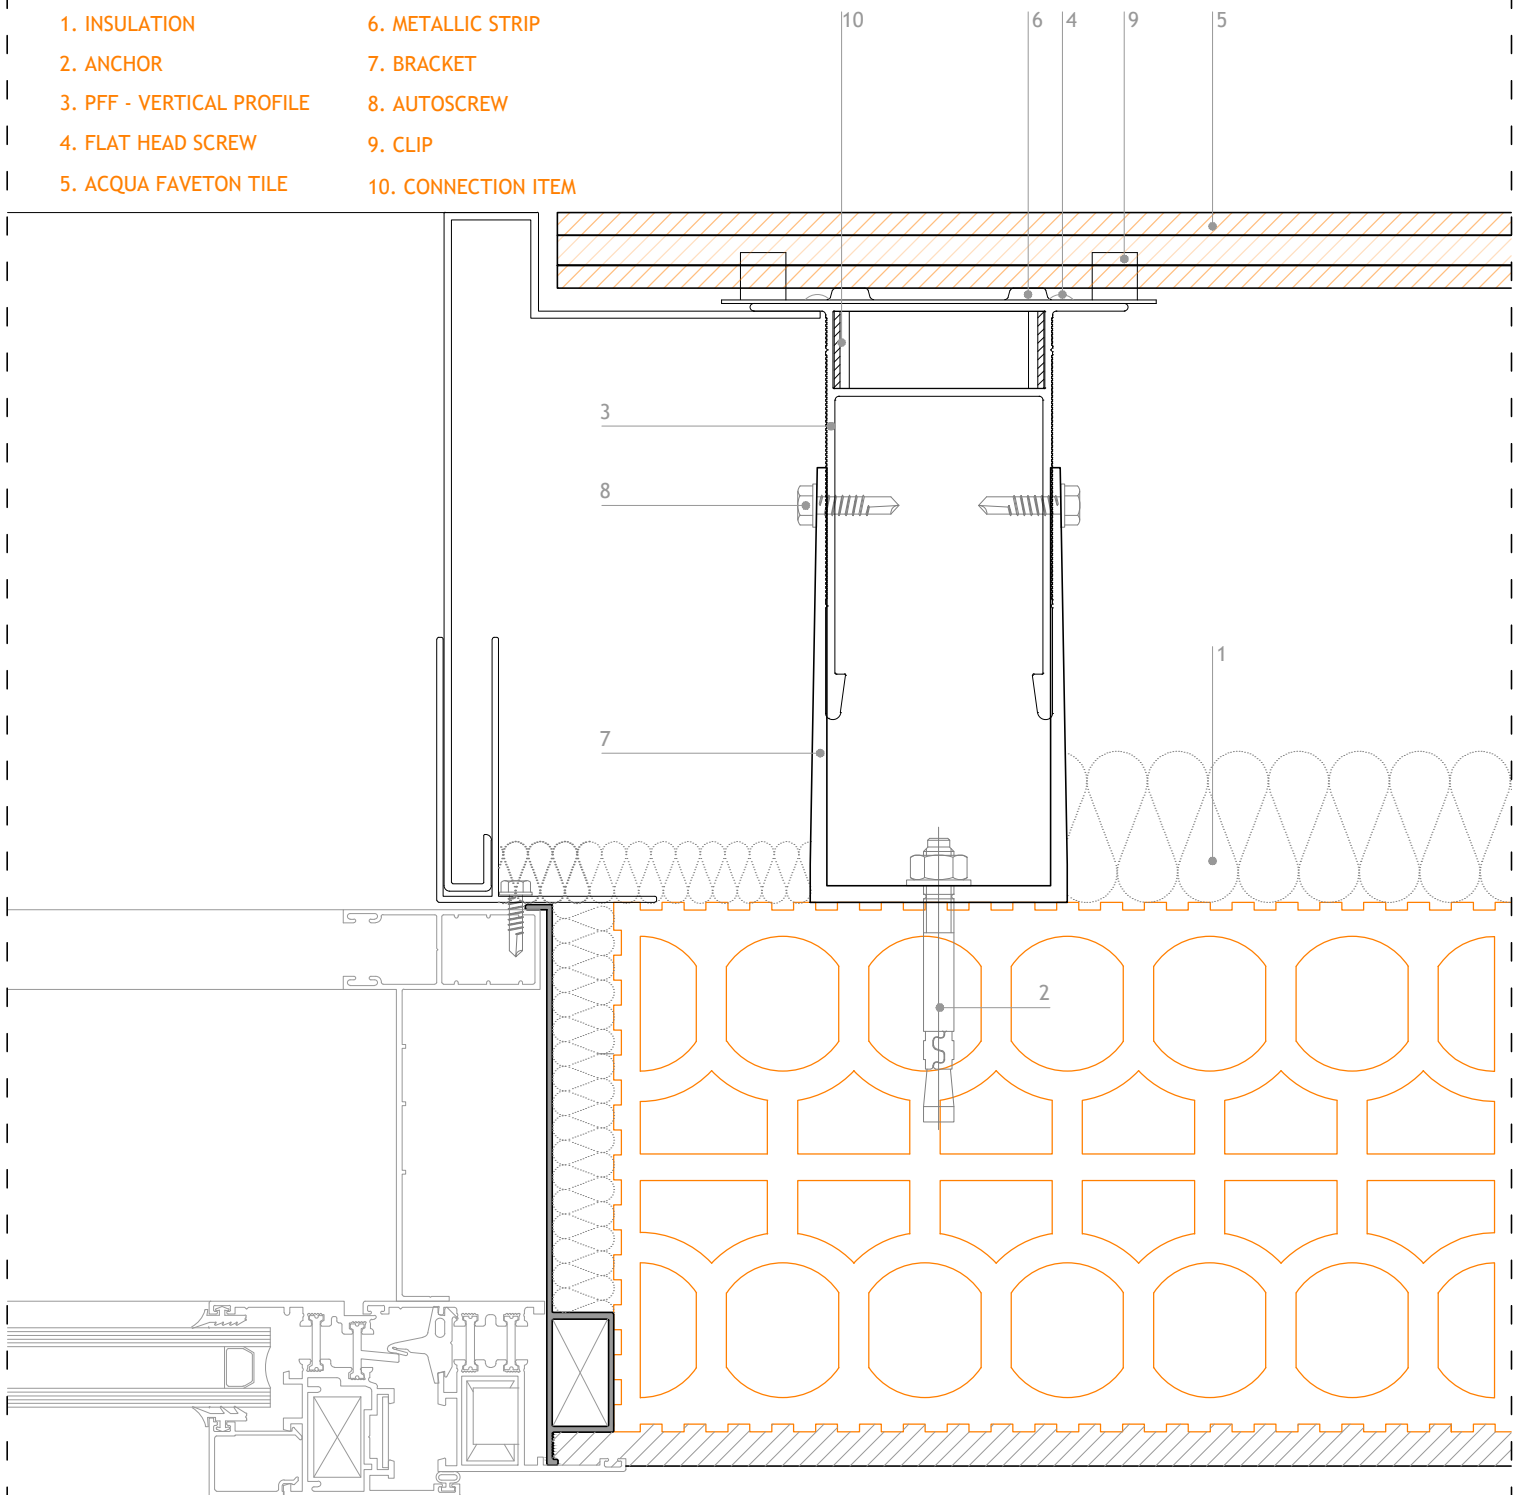 1. INSULATION
2. ANCHOR
3. PFF - VERTICAL PROFILE
4. FLAT HEAD SCREW
5. ACQUA FAVETON TILE
6. METALLIC STRIP
7. BRACKET
8. AUTOSCREW
9. CLIP
10. CONNECTION ITEM
10
6
4
9
5
3
8
1
7
2